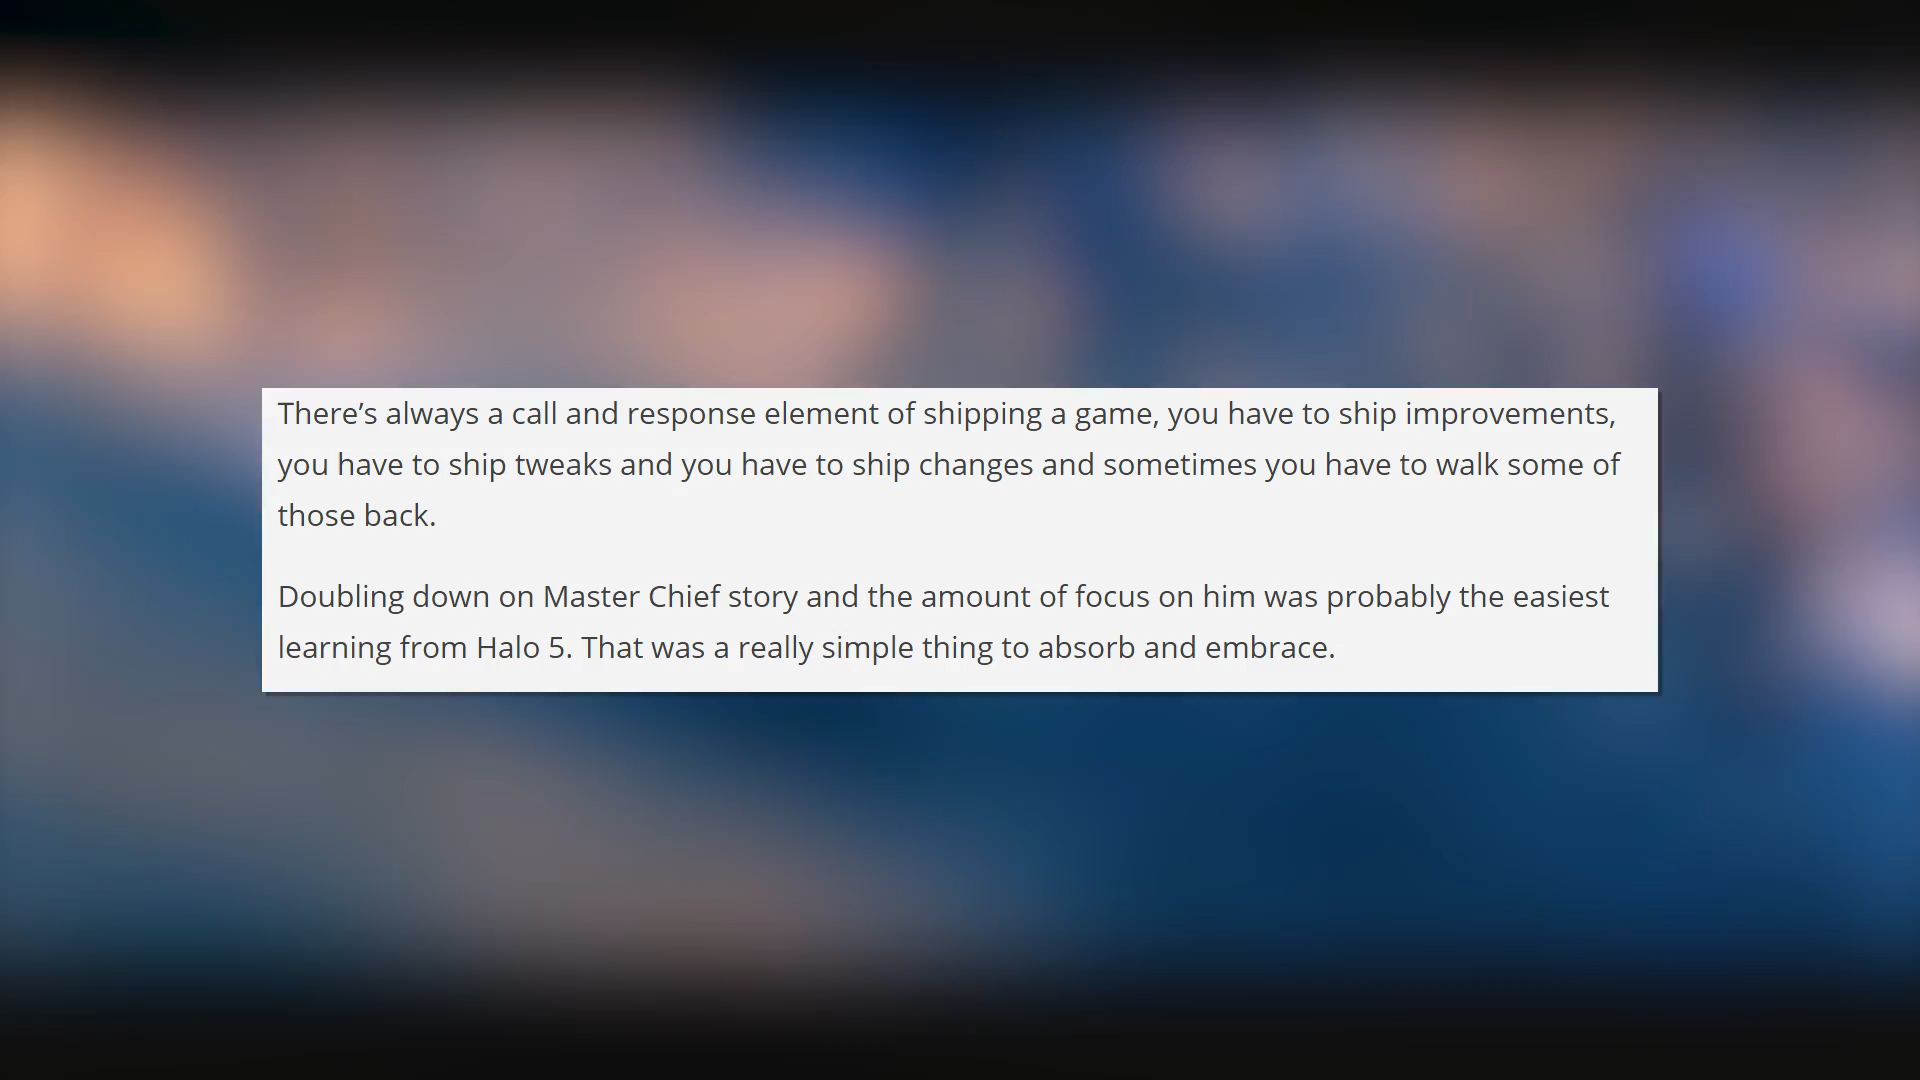 There’s always a call and response element of shipping a game, you have to ship improvements,
you have to ship tweaks and you have to ship changes and sometimes you have to walk some of
those back.
Doubling down on Master Chief story and the amount of focus on him was probably the easiest
learning from Halo 5. That was a really simple thing to absorb and embrace.